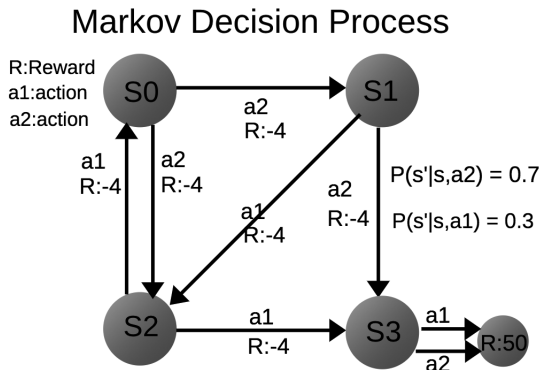 Markov Decision Process
R:Reward
a1:action
a2:action
S0
S1
a2
R:-4
a1
R:-4
a2
R:-4
a2
R:-4
P(s'|s,a2) = 0.7
P(s'|s,a1) = 0.3
a1
R:-4
S2
S3
a1
R:-4
a1
R:50
a2